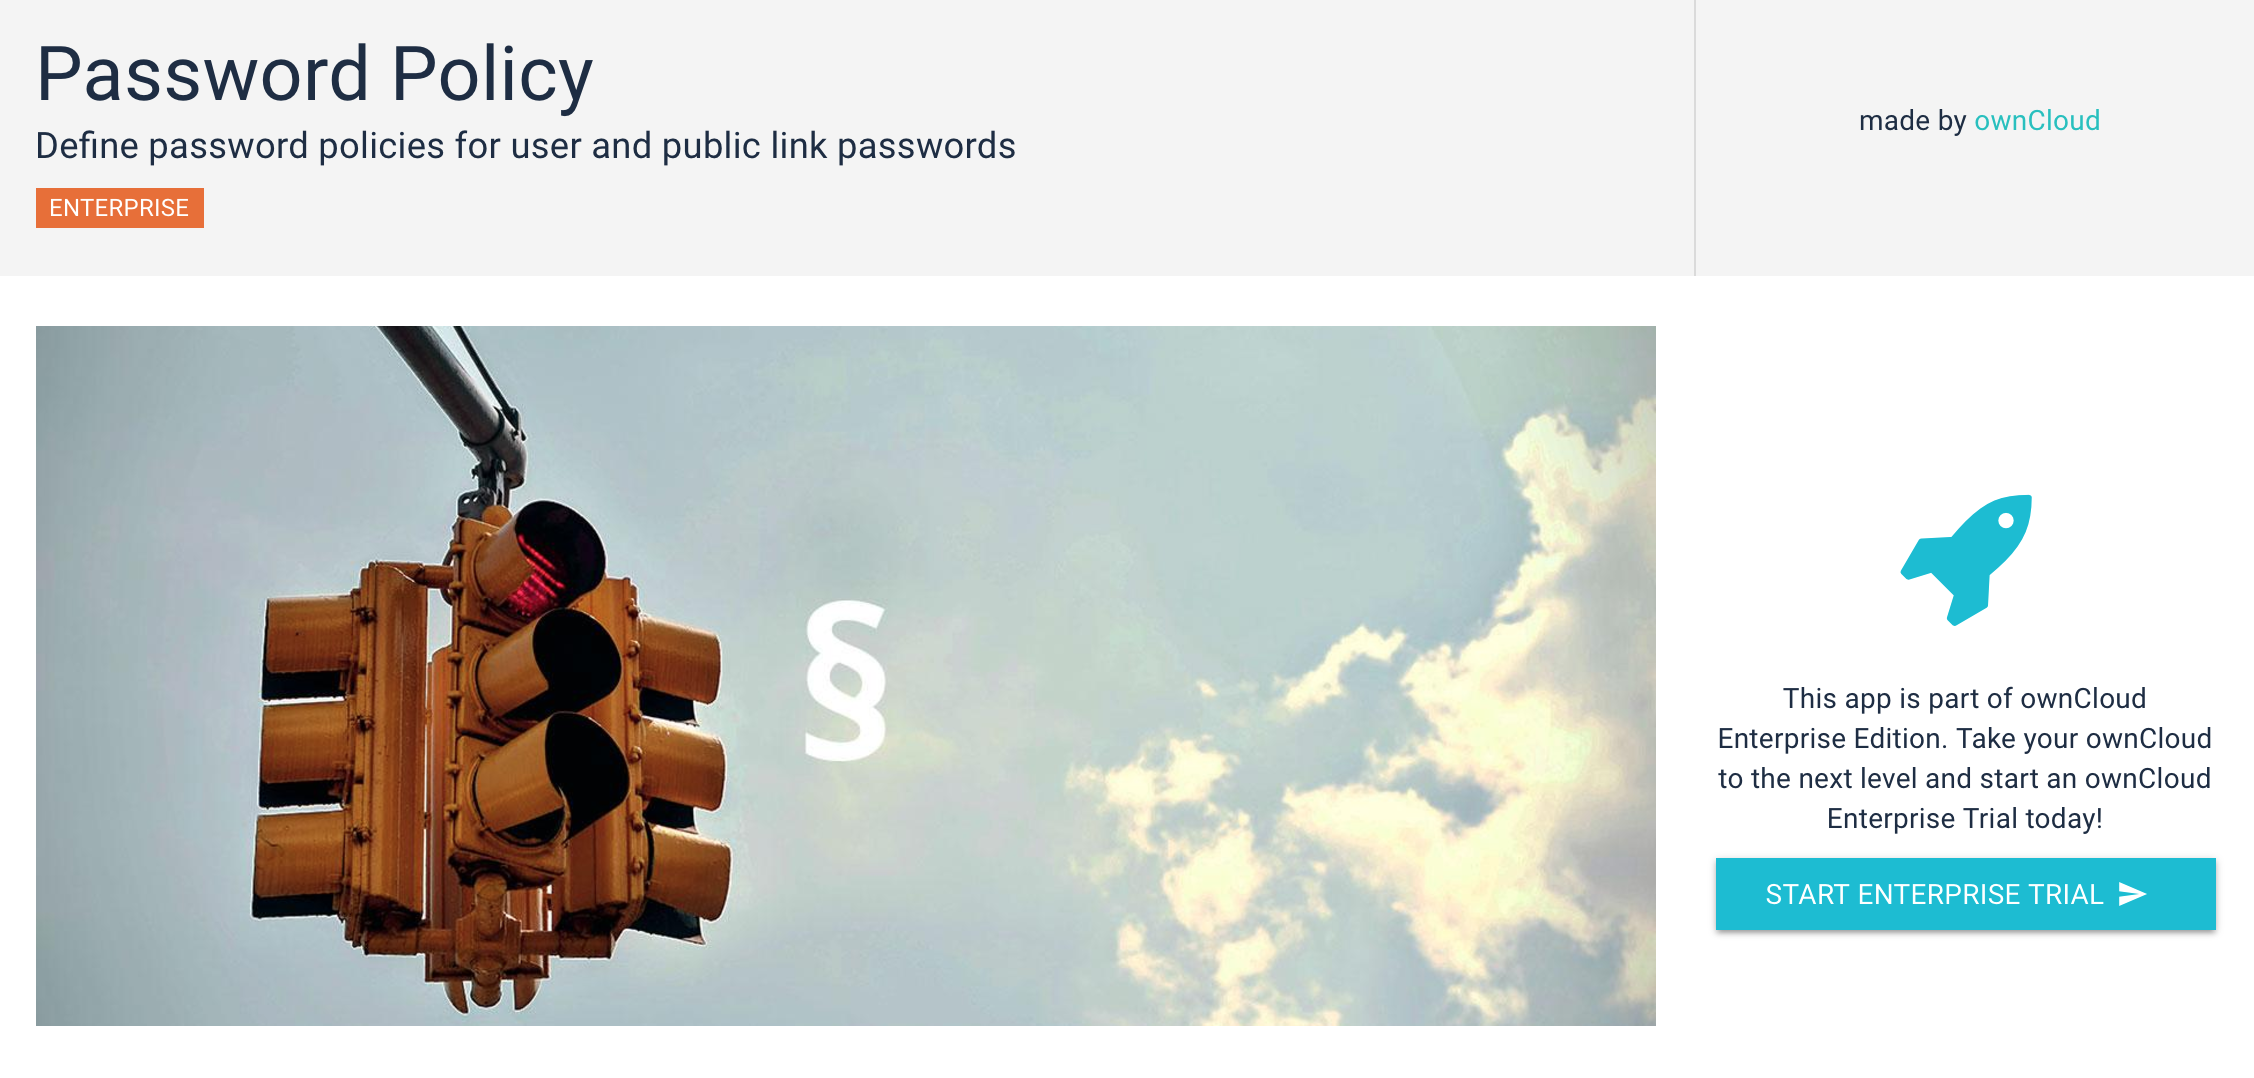 Password Policy
Define password policies for user and public link passwords
ENTERPRISE
made by ownCloud
§
This app is part of ownCloud
Enterprise Edition. Take your ownCloud
to the next level and start an ownCloud
Enterprise Trial today!
START ENTERPRISE TRIAL